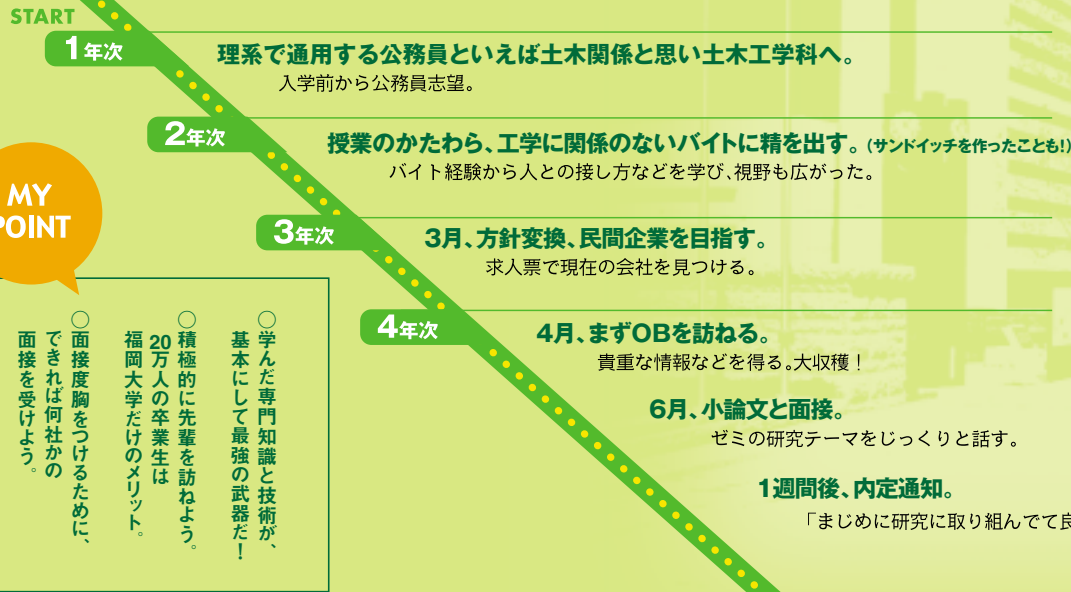 START
1年次
理系で通用する公務員といえば土木関係と思い土木工学科へ。
入学前から公務員志望。
2年次
授業のかたわら、工学に関係のないバイトに精を出す。(サンドイッチを作ったことも!)
バイト経験から人との接し方などを学び、視野も広がった。
3年次
3月、方針変換、民間企業を目指す。
求人票で現在の会社を見つける。
4年次
4月、まずOBを訪ねる。
貴重な情報などを得る。大収穫!
6月、小論文と面接。
ゼミの研究テーマをじっくりと話す。
1週間後、内定通知。
「まじめに研究に取り組んでて良
MY
POINT
○学んだ専門知識と技術が、
基本にして最強の武器だ!
○積極的に先輩を訪ねよう。
20万人の卒業生は
福岡大学だけのメリット。
○面接度胸をつけるために、
できれば何社かの
面接を受けよう。